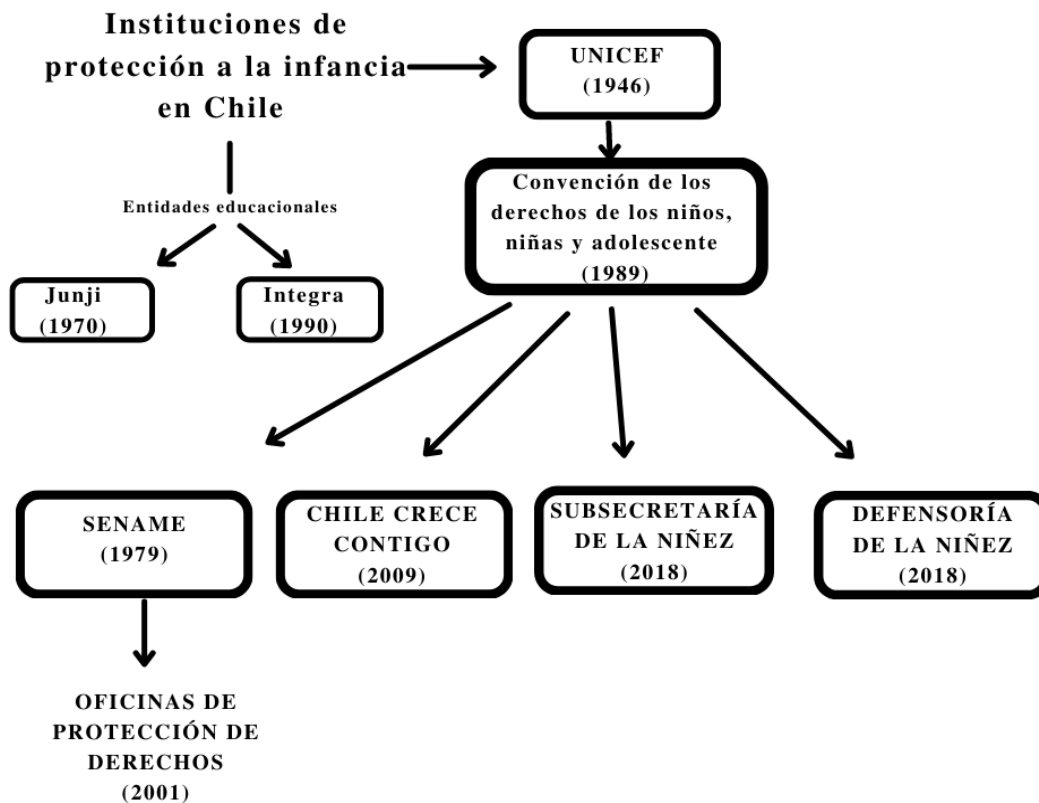 Instituciones de
protección a la infancia
en Chile
UNICEF
(1946)
Convención de los
derechos de los niños,
niñas y adolescente
(1989)
Entidades educacionales
Junji
(1970)
Integra
(1990)
SENAME
(1979)
CHILE CRECE
CONTIGO
(2009)
SUBSECRETARÍA
DE LA NIÑEZ
(2018)
DEFENSORÍA
DE LA NIÑEZ
(2018)
OFICINAS DE
PROTECCIÓN DE
DERECHOS
(2001)